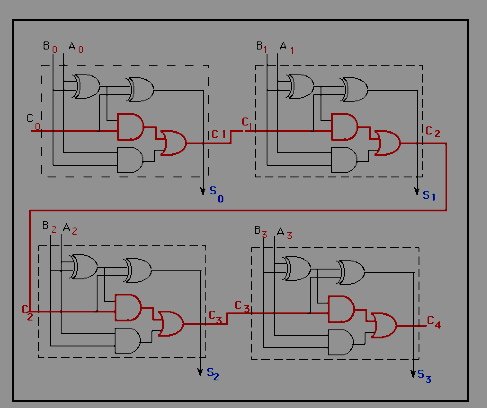 B0 A0 B1 A1
C0 C1 C1 C2
S0 S1
B2 A2 B3 A3
C2 C3 C3 C4
S2 S3